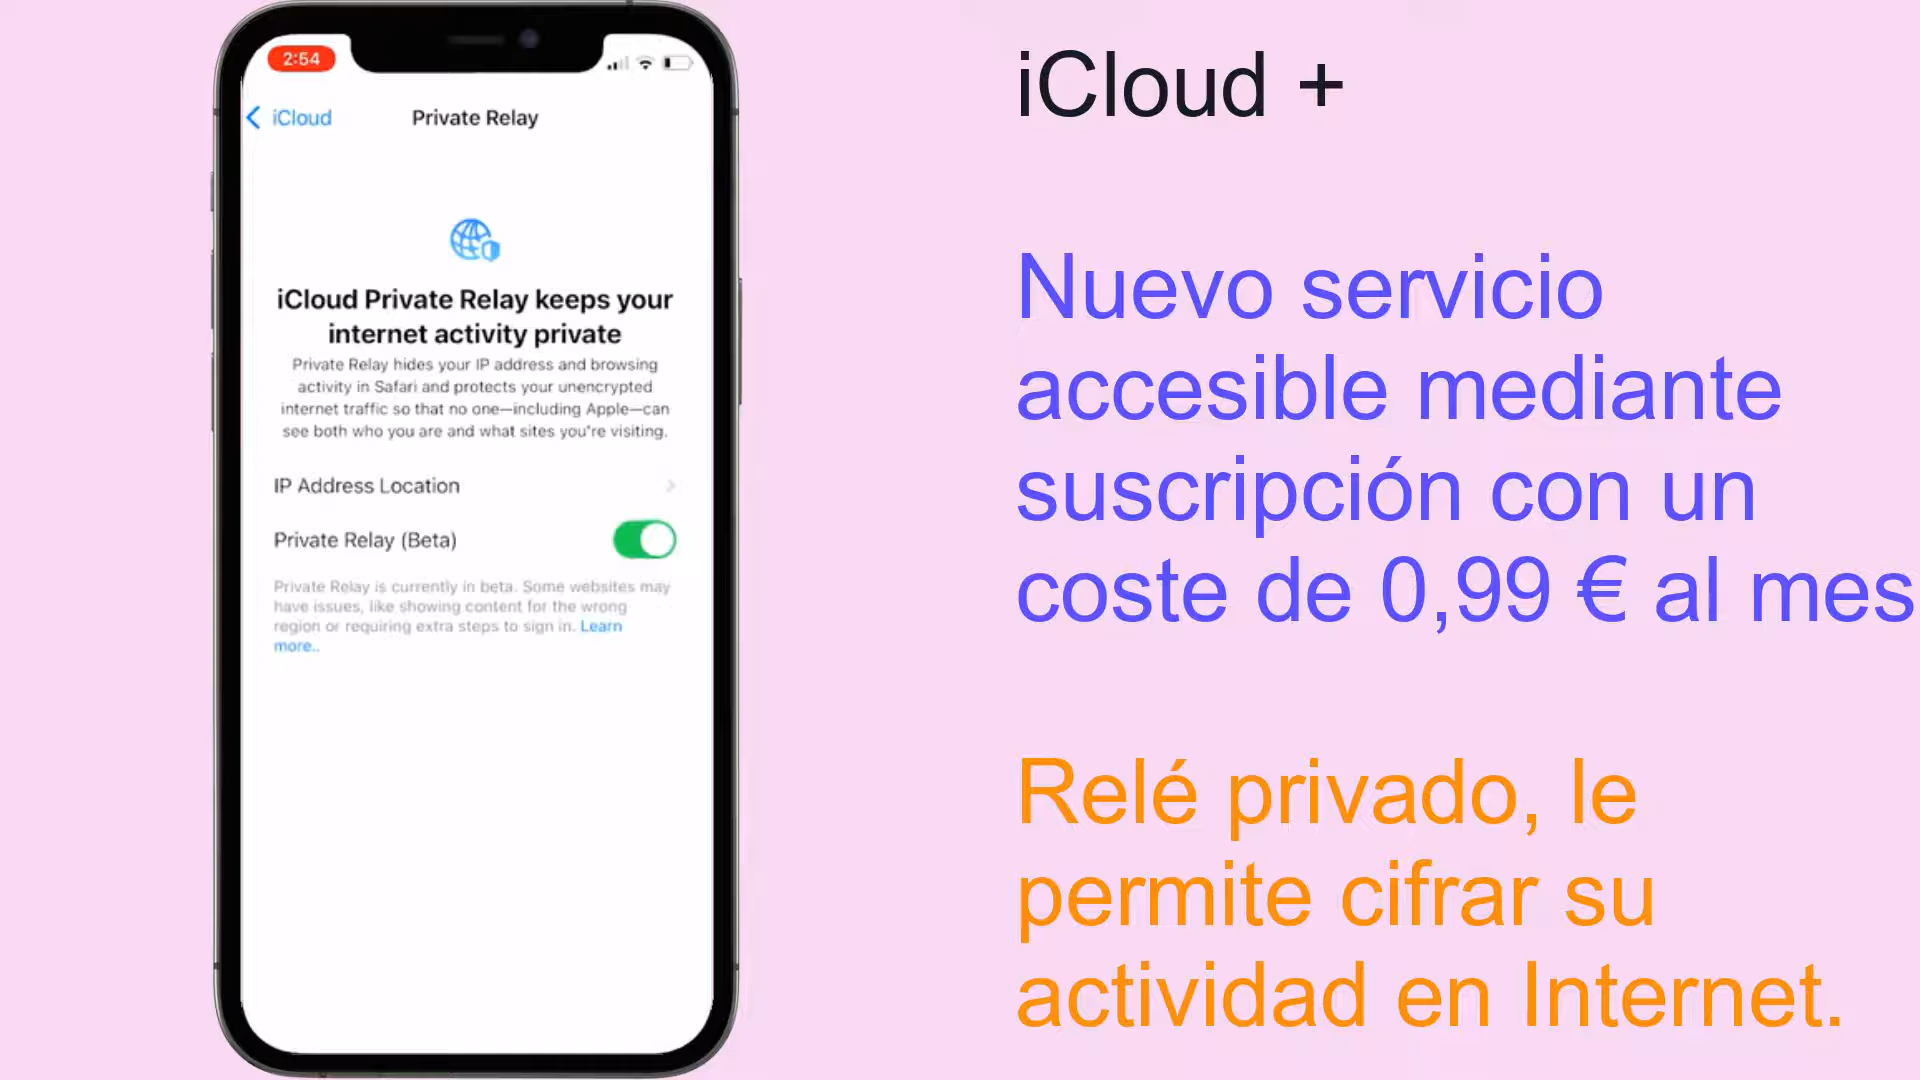 2:54
iCloud
Private Relay
iCloud Private Relay keeps your
internet activity private
Private Relay hides your IP address and browsing
activity in Safari and protects your unencrypted
internet traffic so that no one—including Apple—can
see both who you are and what sites you're visiting.
IP Address Location
Private Relay (Beta)
Private Relay is currently in beta. Some websites may
have issues, like showing content for the wrong
region or requiring extra steps to sign in. Learn
more..
iCloud +
Nuevo servicio
accesible mediante
suscripción con un
coste de 0,99 € al mes
Relé privado, le
permite cifrar su
actividad en Internet.